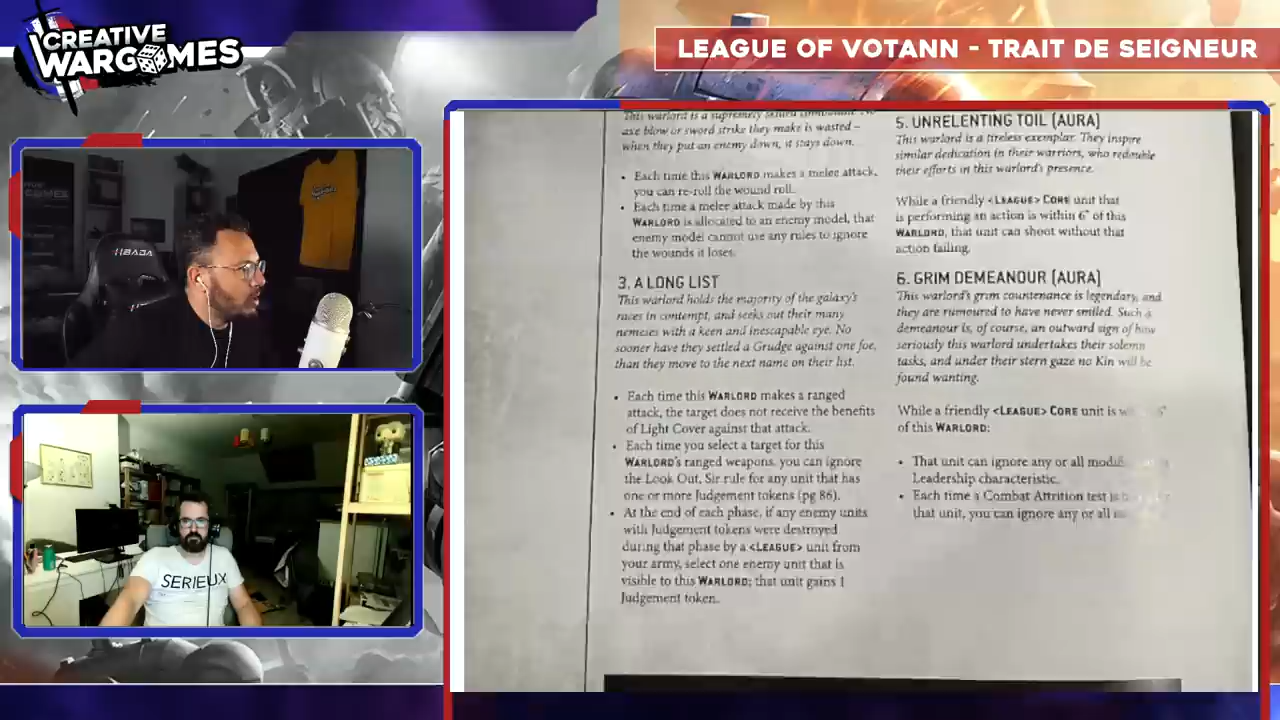 CREATIVE
WARGAMES
LEAGUE OF VOTANN - TRAIT DE SEIGNEUR
HBADA
SERIEUX
This warlord is a supremely skilled
axe blow or sword strike they make is wasted –
when they put an enemy down, it stays down.
• Each time this WARLORD makes a melee attack,
you can re-roll the wound roll.
• Each time a melee attack made by this
WARLORD is allocated to an enemy model, that
enemy model cannot use any rules to ignore
the wounds it loses.
3. A LONG LIST
This warlord holds the majority of the galaxy's
races in contempt, and seeks out their many
nemeses with a keen and inescapable eye. No
sooner have they settled a Grudge against one foe,
than they move to the next name on their list.
• Each time this WARLORD makes a ranged
attack, the target does not receive the benefits
of Light Cover against that attack.
• Each time you select a target for this
WARLORD's ranged weapons, you can ignore
the Look Out, Sir rule for any unit that has
one or more Judgement tokens (pg 86).
• At the end of each phase, if any enemy units
with Judgement tokens were destroyed
during that phase by a <LEAGUE> unit from
your army, select one enemy unit that is
visible to this WARLORD; that unit gains 1
Judgement token.
5. UNRELENTING TOIL (AURA)
This warlord is a tireless exemplar. They inspire
similar dedication in their warriors, who redouble
their efforts in this warlord's presence.
While a friendly <LEAGUE> CORE unit that
is performing an action is within 6" of this
WARLORD, that unit can shoot without that
action failing.
6. GRIM DEMEANOUR (AURA)
This warlord's grim countenance is legendary, and
they are rumoured to have never smiled. Such a
demeanour is, of course, an outward sign of how
seriously this warlord undertakes their solemn
tasks, and under their stern gaze no Kin will be
found wanting.
While a friendly <LEAGUE> CORE unit is 6"
of this WARLORD:
• That unit can ignore any or all
Leadership characteristic.
• Each time a Combat Attrition test is
that unit, you can ignore any or all